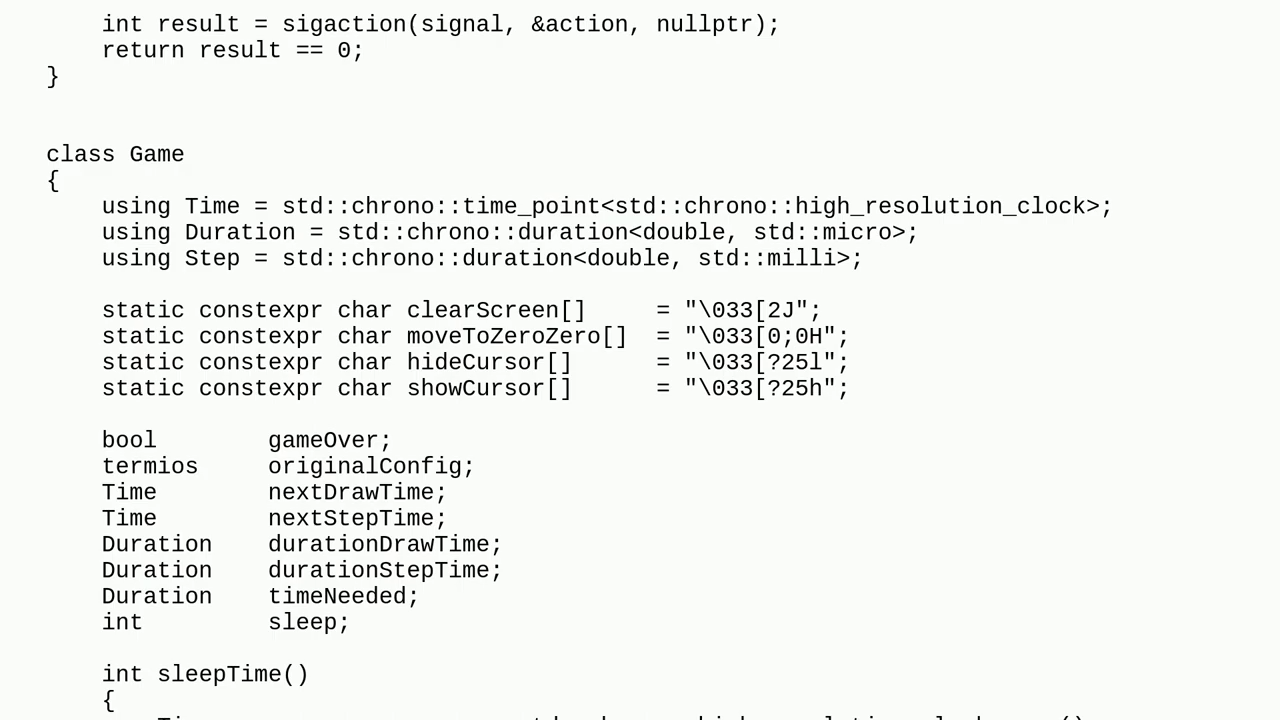 int result = sigaction(signal, &action, nullptr);
    return result == 0;
}
class Game
{
    using Time = std::chrono::time_point<std::chrono::high_resolution_clock>;
    using Duration = std::chrono::duration<double, std::micro>;
    using Step = std::chrono::duration<double, std::milli>;
    static constexpr char clearScreen[]     = "\033[2J";
    static constexpr char moveToZeroZero[]  = "\033[0;0H";
    static constexpr char hideCursor[]      = "\033[?25l";
    static constexpr char showCursor[]      = "\033[?25h";
    bool        gameOver;
    termios     originalConfig;
    Time        nextDrawTime;
    Time        nextStepTime;
    Duration    durationDrawTime;
    Duration    durationStepTime;
    Duration    timeNeeded;
    int         sleep;
    int sleepTime()
    {